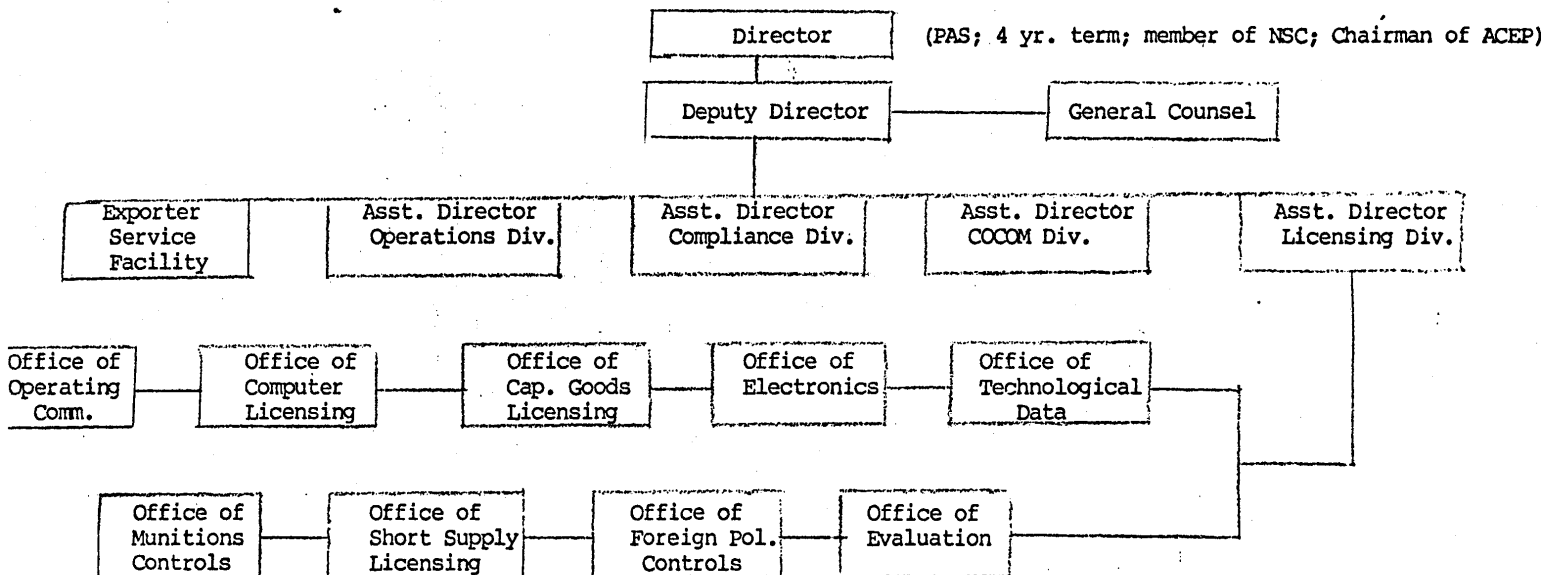 Director
(PAS; 4 yr. term; member of NSC; Chairman of ACEP)
Deputy Director
General Counsel
Exporter
Service
Facility
Asst. Director
Operations Div.
Asst. Director
Compliance Div.
Asst. Director
COCOM Div.
Asst. Director
Licensing Div.
Office of
Operating
Comm.
Office of
Computer
Licensing
Office of
Cap. Goods
Licensing
Office of
Electronics
Office of
Technological
Data
Office of
Munitions
Controls
Office of
Short Supply
Licensing
Office of
Foreign Pol.
Controls
Office of
Evaluation